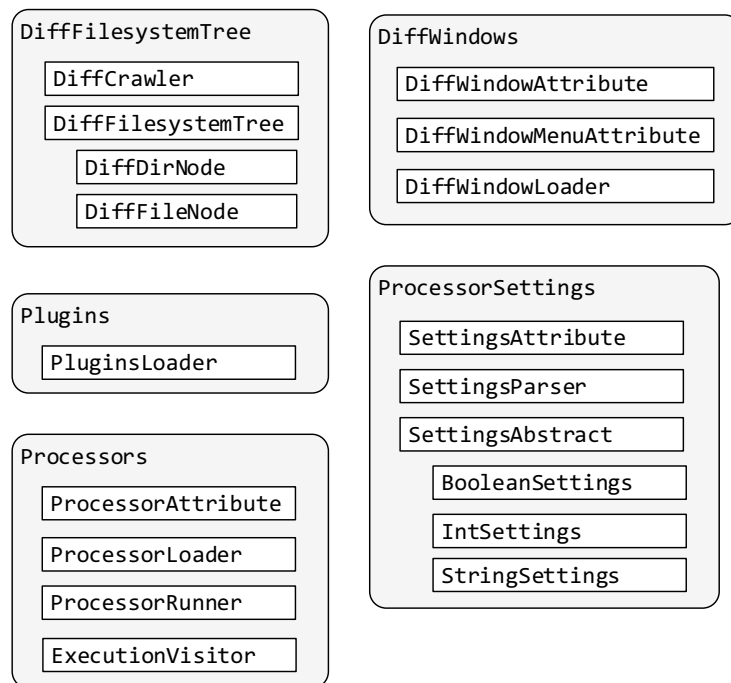 DiffFilesystemTree
DiffCrawler
DiffFilesystemTree
DiffDirNode
DiffFileNode
Plugins
PluginsLoader
Processors
ProcessorAttribute
ProcessorLoader
ProcessorRunner
ExecutionVisitor
DiffWindows
DiffWindowAttribute
DiffWindowMenuAttribute
DiffWindowLoader
ProcessorSettings
SettingsAttribute
SettingsParser
SettingsAbstract
BooleanSettings
IntSettings
StringSettings